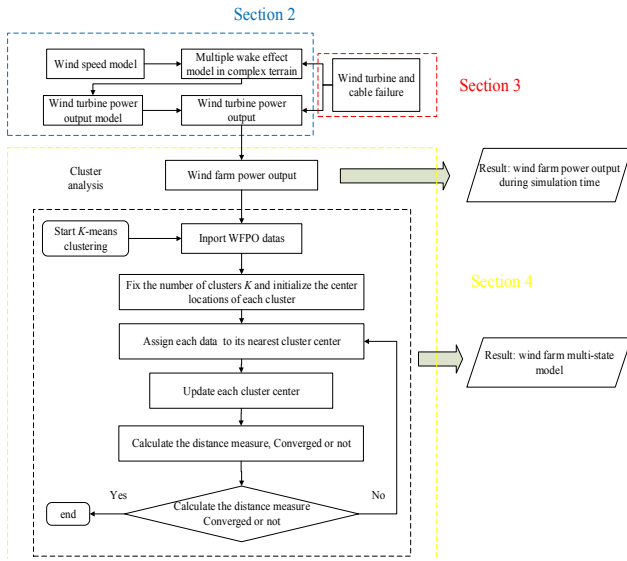 Section 2
Wind speed model
Multiple wake effect
model in complex terrain
Wind turbine and
cable failure
Section 3
Wind turbine power
output model
Wind turbine power
output
Cluster
analysis
Wind farm power output
Result: wind farm power output
during simulation time
Start K-means
clustering
Inport WFPO datas
Fix the number of clusters K and initialize the center
locations of each cluster
Section 4
Assign each data to its nearest cluster center
Result: wind farm multi-state
model
Update each cluster center
Calculate the distance measure, Converged or not
Yes
No
Calculate the distance measure
Converged or not
end